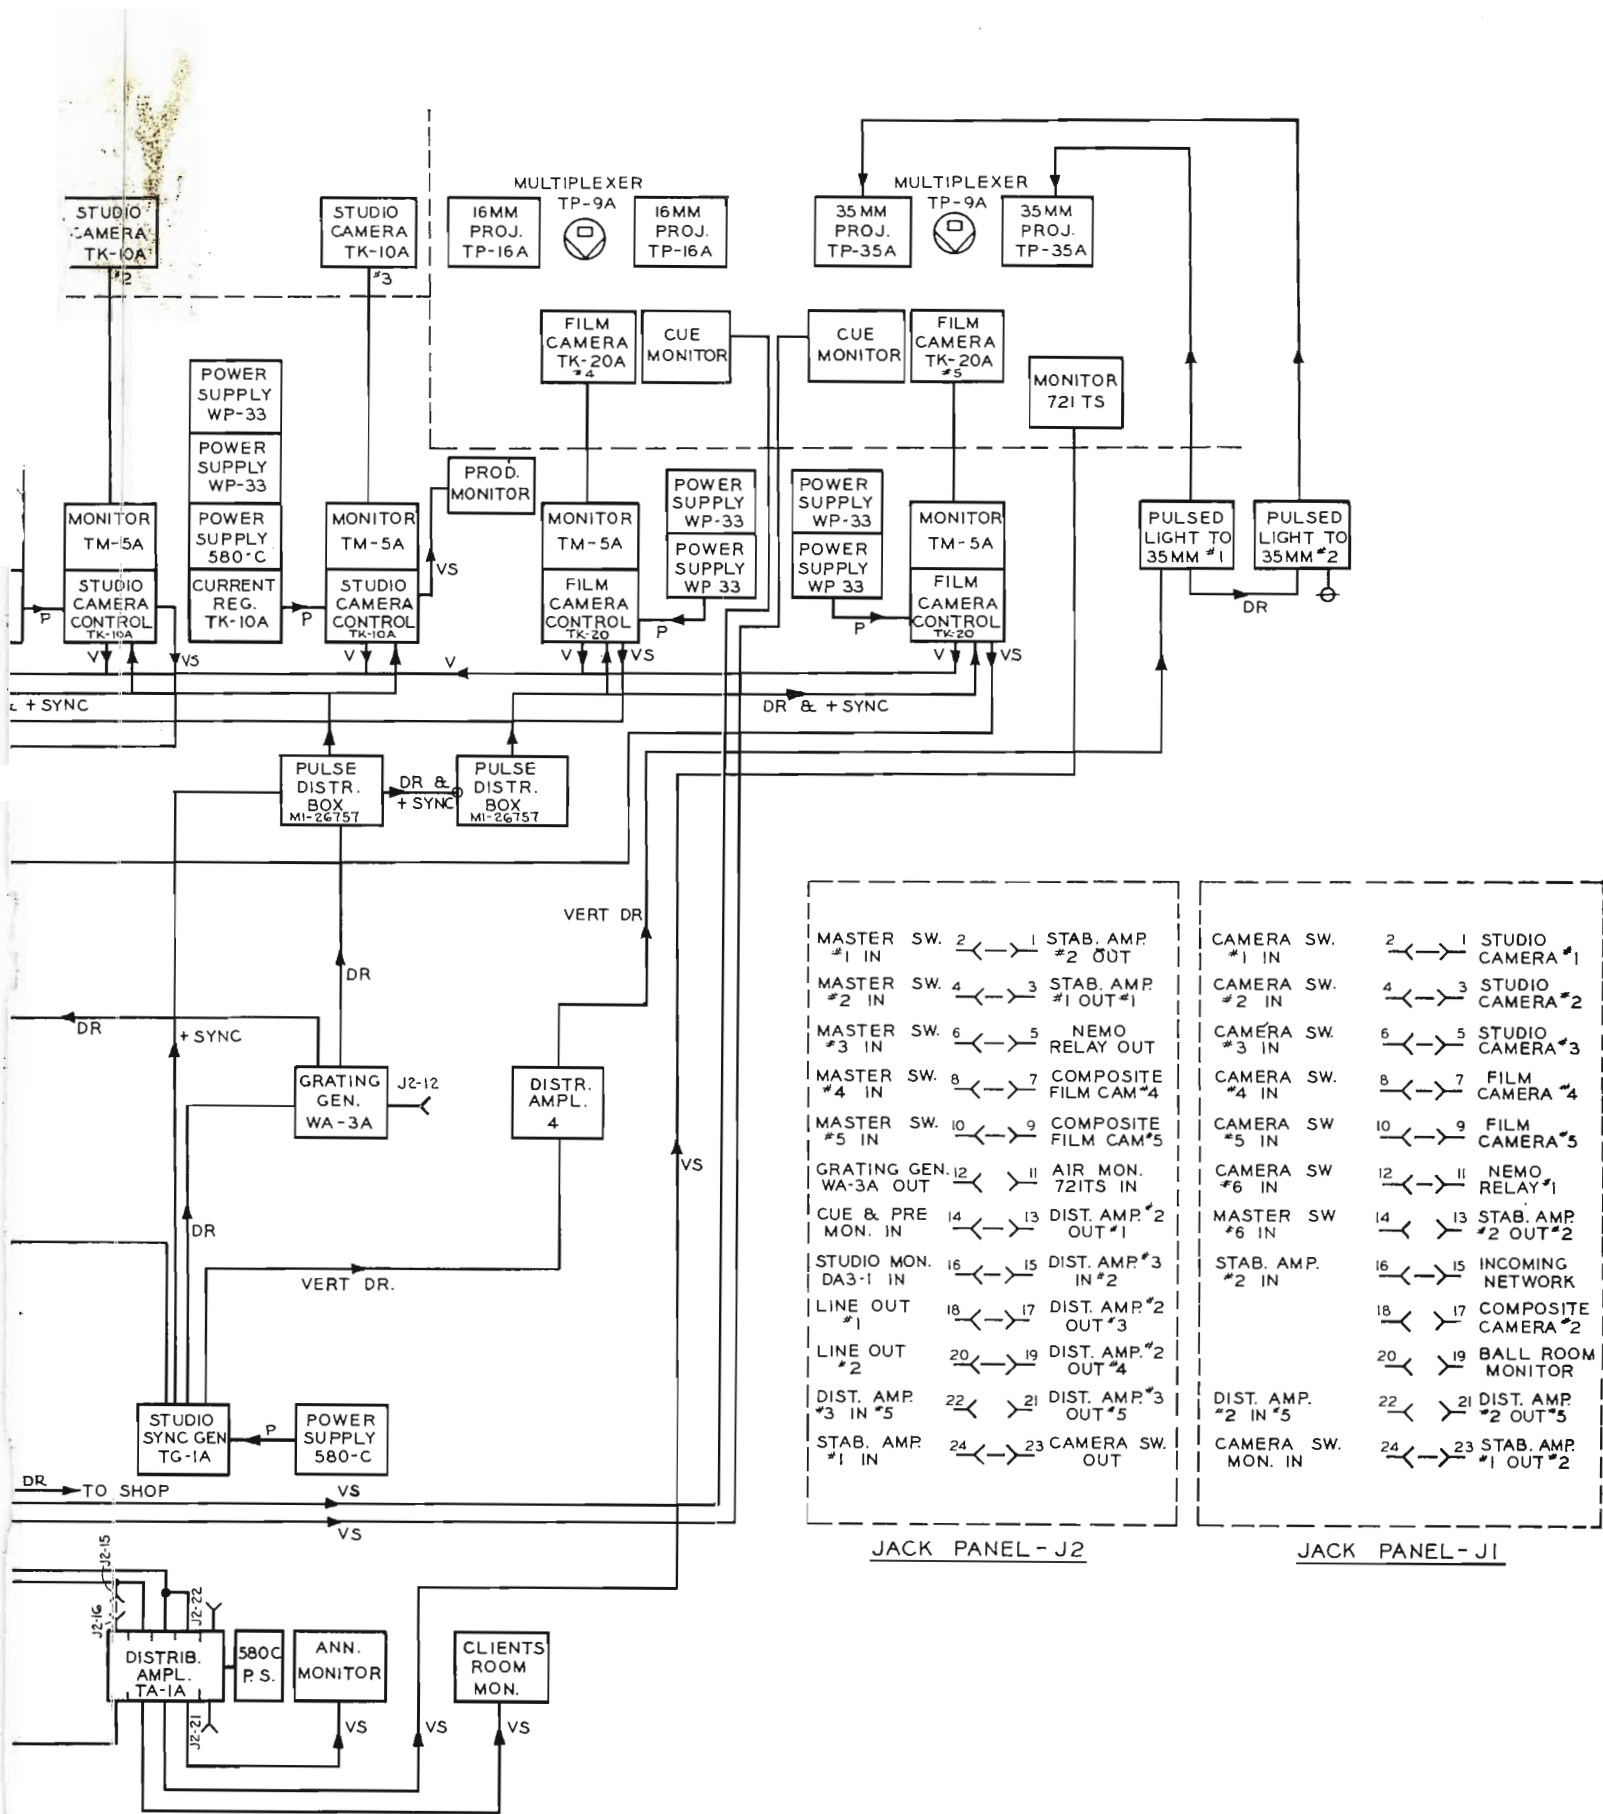 MULTIPLEXER
TP-9A
MULTIPLEXER
TP-9A
STUDIO
CAMERA
TK-10A
#2
STUDIO
CAMERA
TK-10A
#3
16MM
PROJ.
TP-16A
16MM
PROJ.
TP-16A
35MM
PROJ.
TP-35A
35MM
PROJ.
TP-35A
FILM
CAMERA
TK-20A
#4
CUE
MONITOR
CUE
MONITOR
FILM
CAMERA
TK-20A
#5
MONITOR
721 TS
POWER
SUPPLY
WP-33
POWER
SUPPLY
WP-33
POWER
SUPPLY
580-C
CURRENT
REG.
TK-10A
PROD.
MONITOR
MONITOR
TM-5A
STUDIO
CAMERA
CONTROL
TK-10A
MONITOR
TM-5A
STUDIO
CAMERA
CONTROL
TK-10A
MONITOR
TM-5A
FILM
CAMERA
CONTROL
TK-20
POWER
SUPPLY
WP-33
POWER
SUPPLY
WP 33
POWER
SUPPLY
WP-33
POWER
SUPPLY
WP 33
MONITOR
TM-5A
FILM
CAMERA
CONTROL
TK-20
PULSED
LIGHT TO
35MM #1
PULSED
LIGHT TO
35MM #2
DR
VS
P
P
P
P
V
VS
V
V
V
VS
V
VS
& + SYNC
DR & + SYNC
PULSE
DISTR.
BOX
MI-26757
DR &
+ SYNC
PULSE
DISTR.
BOX
MI-26757
VERT DR
DR
DR
+ SYNC
GRATING
GEN.
WA-3A
J2-12
DISTR.
AMPL.
4
VS
DR
VERT DR.
STUDIO
SYNC GEN
TG-1A
P
POWER
SUPPLY
580-C
DR
TO SHOP
VS
VS
J2-15
J2-16
J2-22
DISTRIB.
AMPL.
TA-1A
580C
P.S.
ANN.
MONITOR
CLIENTS
ROOM
MON.
J2-21
VS
VS
VS
MASTER SW. 2 1 STAB. AMP.
#1 IN #2 OUT
MASTER SW. 4 3 STAB. AMP.
#2 IN #1 OUT #1
MASTER SW. 6 5 NEMO
#3 IN RELAY OUT
MASTER SW. 8 7 COMPOSITE
#4 IN FILM CAM #4
MASTER SW. 10 9 COMPOSITE
#5 IN FILM CAM #5
GRATING GEN. 12 11 AIR MON.
WA-3A OUT 721TS IN
CUE & PRE 14 13 DIST. AMP. #2
MON. IN OUT #1
STUDIO MON. 16 15 DIST. AMP. #3
DA3-1 IN IN #2
LINE OUT 18 17 DIST. AMP. #2
#1 OUT #3
LINE OUT 20 19 DIST. AMP. #2
#2 OUT #4
DIST. AMP. 22 21 DIST. AMP. #3
#3 IN #5 OUT #5
STAB. AMP. 24 23 CAMERA SW.
#1 IN OUT
JACK PANEL-J2
CAMERA SW. 2 1 STUDIO
#1 IN CAMERA #1
CAMERA SW. 4 3 STUDIO
#2 IN CAMERA #2
CAMERA SW. 6 5 STUDIO
#3 IN CAMERA #3
CAMERA SW. 8 7 FILM
#4 IN CAMERA #4
CAMERA SW 10 9 FILM
#5 IN CAMERA #5
CAMERA SW 12 11 NEMO
#6 IN RELAY #1
MASTER SW 14 13 STAB. AMP.
#6 IN #2 OUT #2
STAB. AMP. 16 15 INCOMING
#2 IN NETWORK
18 17 COMPOSITE
CAMERA #2
20 19 BALL ROOM
MONITOR
DIST. AMP. 22 21 DIST. AMP.
#2 IN #5 #2 OUT #5
CAMERA SW. 24 23 STAB. AMP.
MON. IN #1 OUT #2
JACK PANEL-J1